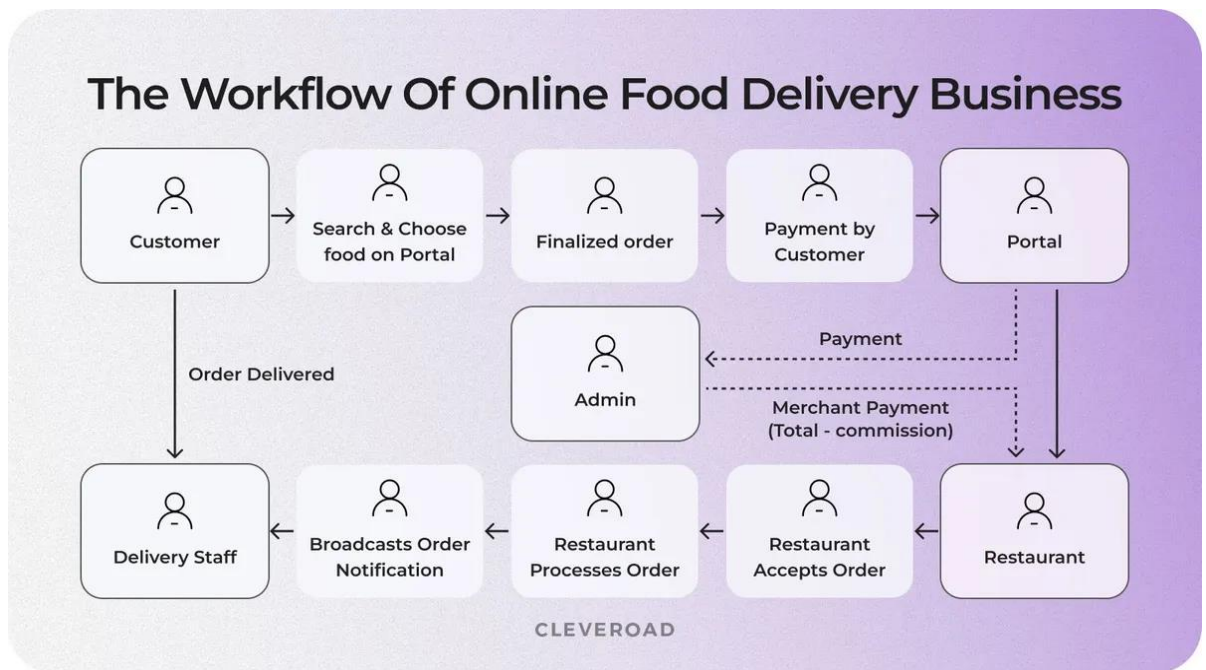 The Workflow Of Online Food Delivery Business
Customer
Search & Choose
food on Portal
Finalized order
Payment by
Customer
Portal
Order Delivered
Admin
Payment
Merchant Payment
(Total - commission)
Delivery Staff
Broadcasts Order
Notification
Restaurant
Processes Order
Restaurant
Accepts Order
Restaurant
CLEVEROAD